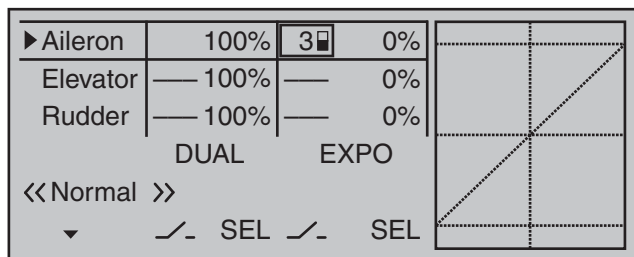 Aileron 100% 3 0%
Elevator ––– 100% ––– 0%
Rudder ––– 100% ––– 0%
DUAL EXPO
«Normal »
SEL SEL